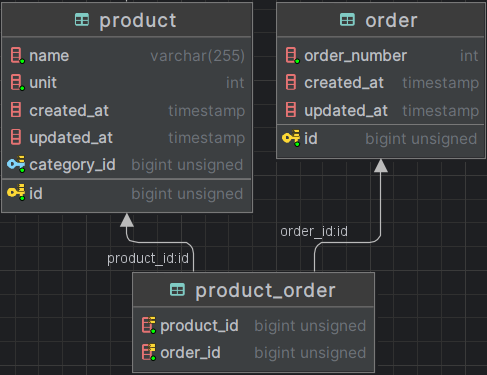 product
name varchar(255)
unit int
created_at timestamp
updated_at timestamp
category_id bigint unsigned
id bigint unsigned
order
order_number int
created_at timestamp
updated_at timestamp
id bigint unsigned
product_id:id
order_id:id
product_order
product_id bigint unsigned
order_id bigint unsigned